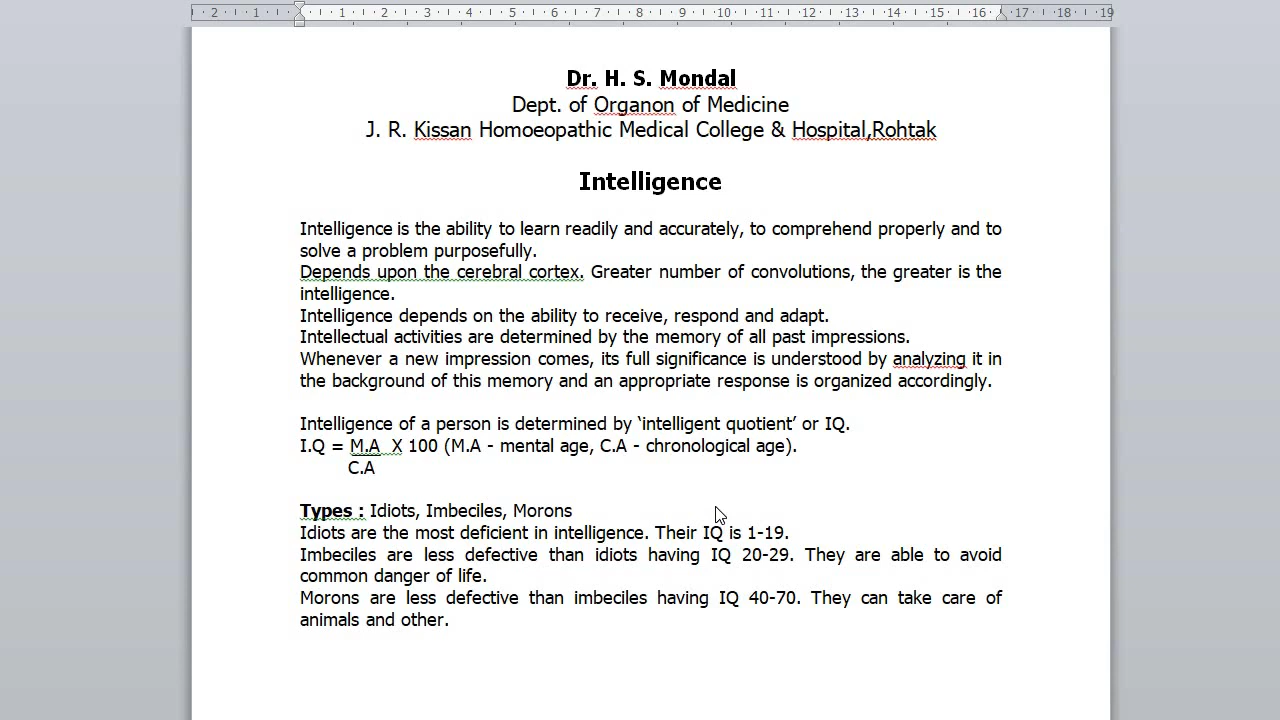 2 1 1 2 3 4 5 6 7 8 9 10 11 12 13 14 15 16 17 18 19
Dr. H. S. Mondal
Dept. of Organon of Medicine
J. R. Kissan Homoeopathic Medical College & Hospital,Rohtak
Intelligence
Intelligence is the ability to learn readily and accurately, to comprehend properly and to
solve a problem purposefully.
Depends upon the cerebral cortex. Greater number of convolutions, the greater is the
intelligence.
Intelligence depends on the ability to receive, respond and adapt.
Intellectual activities are determined by the memory of all past impressions.
Whenever a new impression comes, its full significance is understood by analyzing it in
the background of this memory and an appropriate response is organized accordingly.
Intelligence of a person is determined by ‘intelligent quotient’ or IQ.
I.Q = M.A X 100 (M.A - mental age, C.A - chronological age).
C.A
Types : Idiots, Imbeciles, Morons
Idiots are the most deficient in intelligence. Their IQ is 1-19.
Imbeciles are less defective than idiots having IQ 20-29. They are able to avoid
common danger of life.
Morons are less defective than imbeciles having IQ 40-70. They can take care of
animals and other.